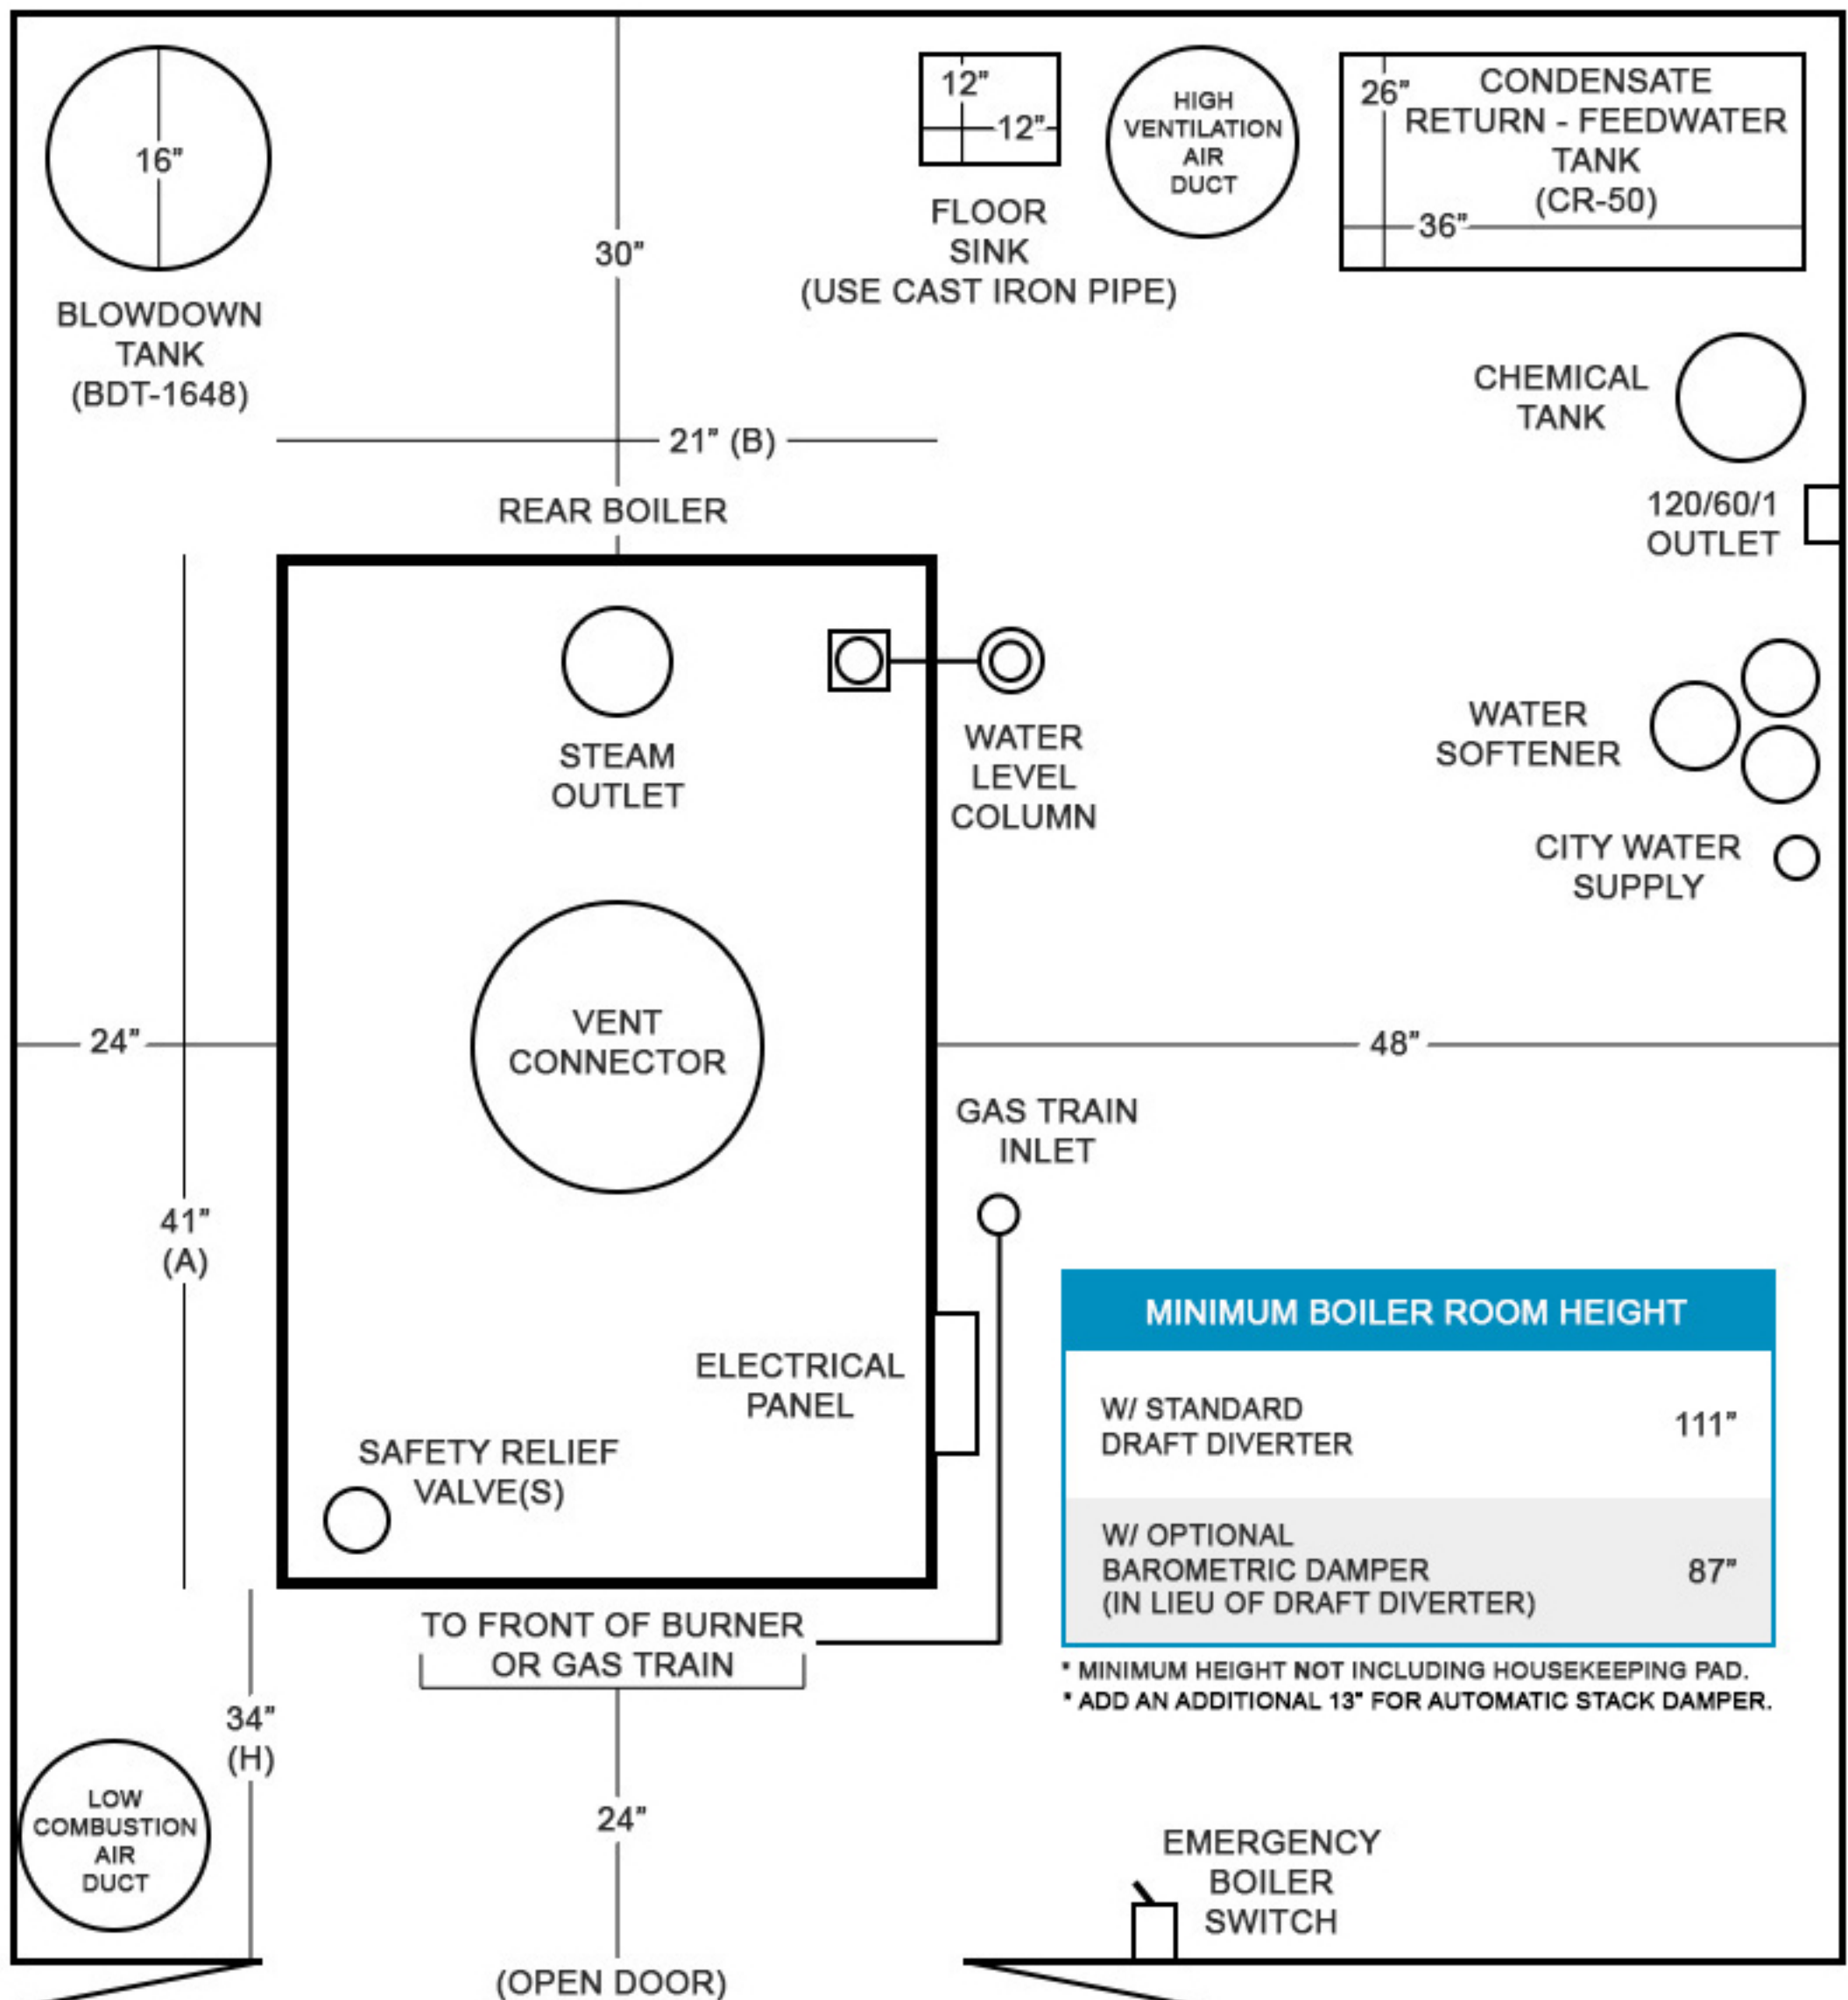 16”
BLOWDOWN
TANK
(BDT-1648)
30”
12”
12”
FLOOR
SINK
(USE CAST IRON PIPE)
HIGH
VENTILATION
AIR
DUCT
26”
CONDENSATE
RETURN - FEEDWATER
TANK
(CR-50)
36”
CHEMICAL
TANK
21” (B)
REAR BOILER
120/60/1
OUTLET
STEAM
OUTLET
WATER
LEVEL
COLUMN
WATER
SOFTENER
CITY WATER
SUPPLY
VENT
CONNECTOR
24”
48”
41”
(A)
GAS TRAIN
INLET
ELECTRICAL
PANEL
SAFETY RELIEF
VALVE(S)
MINIMUM BOILER ROOM HEIGHT
W/ STANDARD
DRAFT DIVERTER
111”
W/ OPTIONAL
BAROMETRIC DAMPER
(IN LIEU OF DRAFT DIVERTER)
87”
* MINIMUM HEIGHT NOT INCLUDING HOUSEKEEPING PAD.
* ADD AN ADDITIONAL 13” FOR AUTOMATIC STACK DAMPER.
TO FRONT OF BURNER
OR GAS TRAIN
34”
(H)
24”
LOW
COMBUSTION
AIR
DUCT
EMERGENCY
BOILER
SWITCH
(OPEN DOOR)